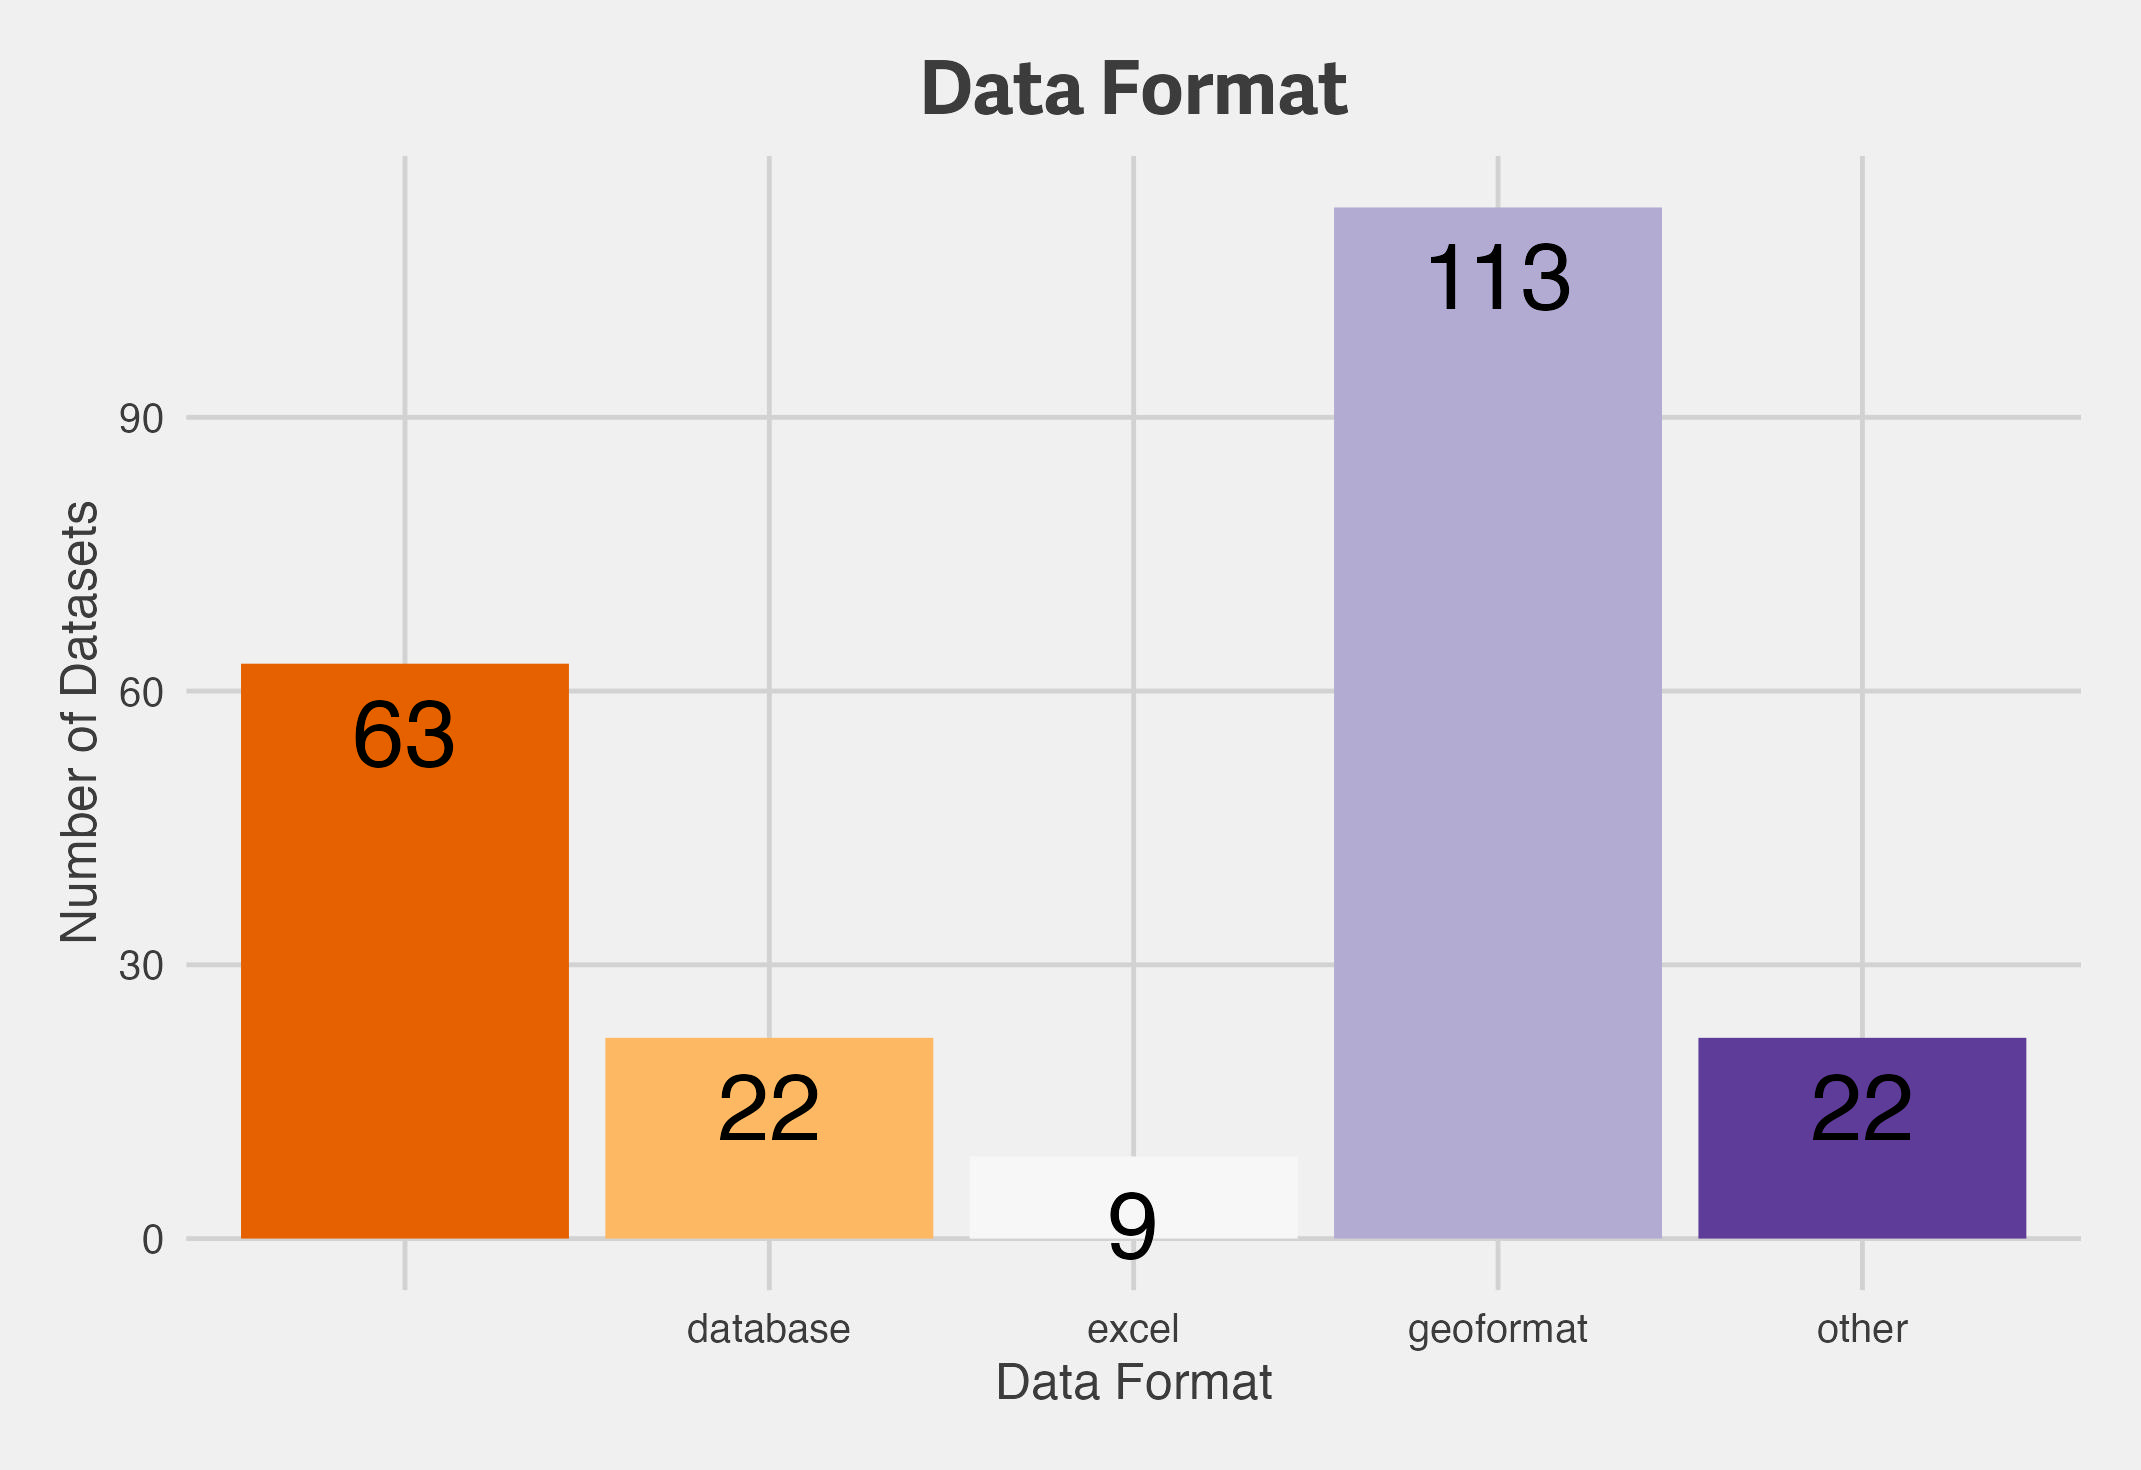 Data Format
Number of Datasets
90
60
30
0
63
22
9
113
22
database
excel
geoformat
other
Data Format